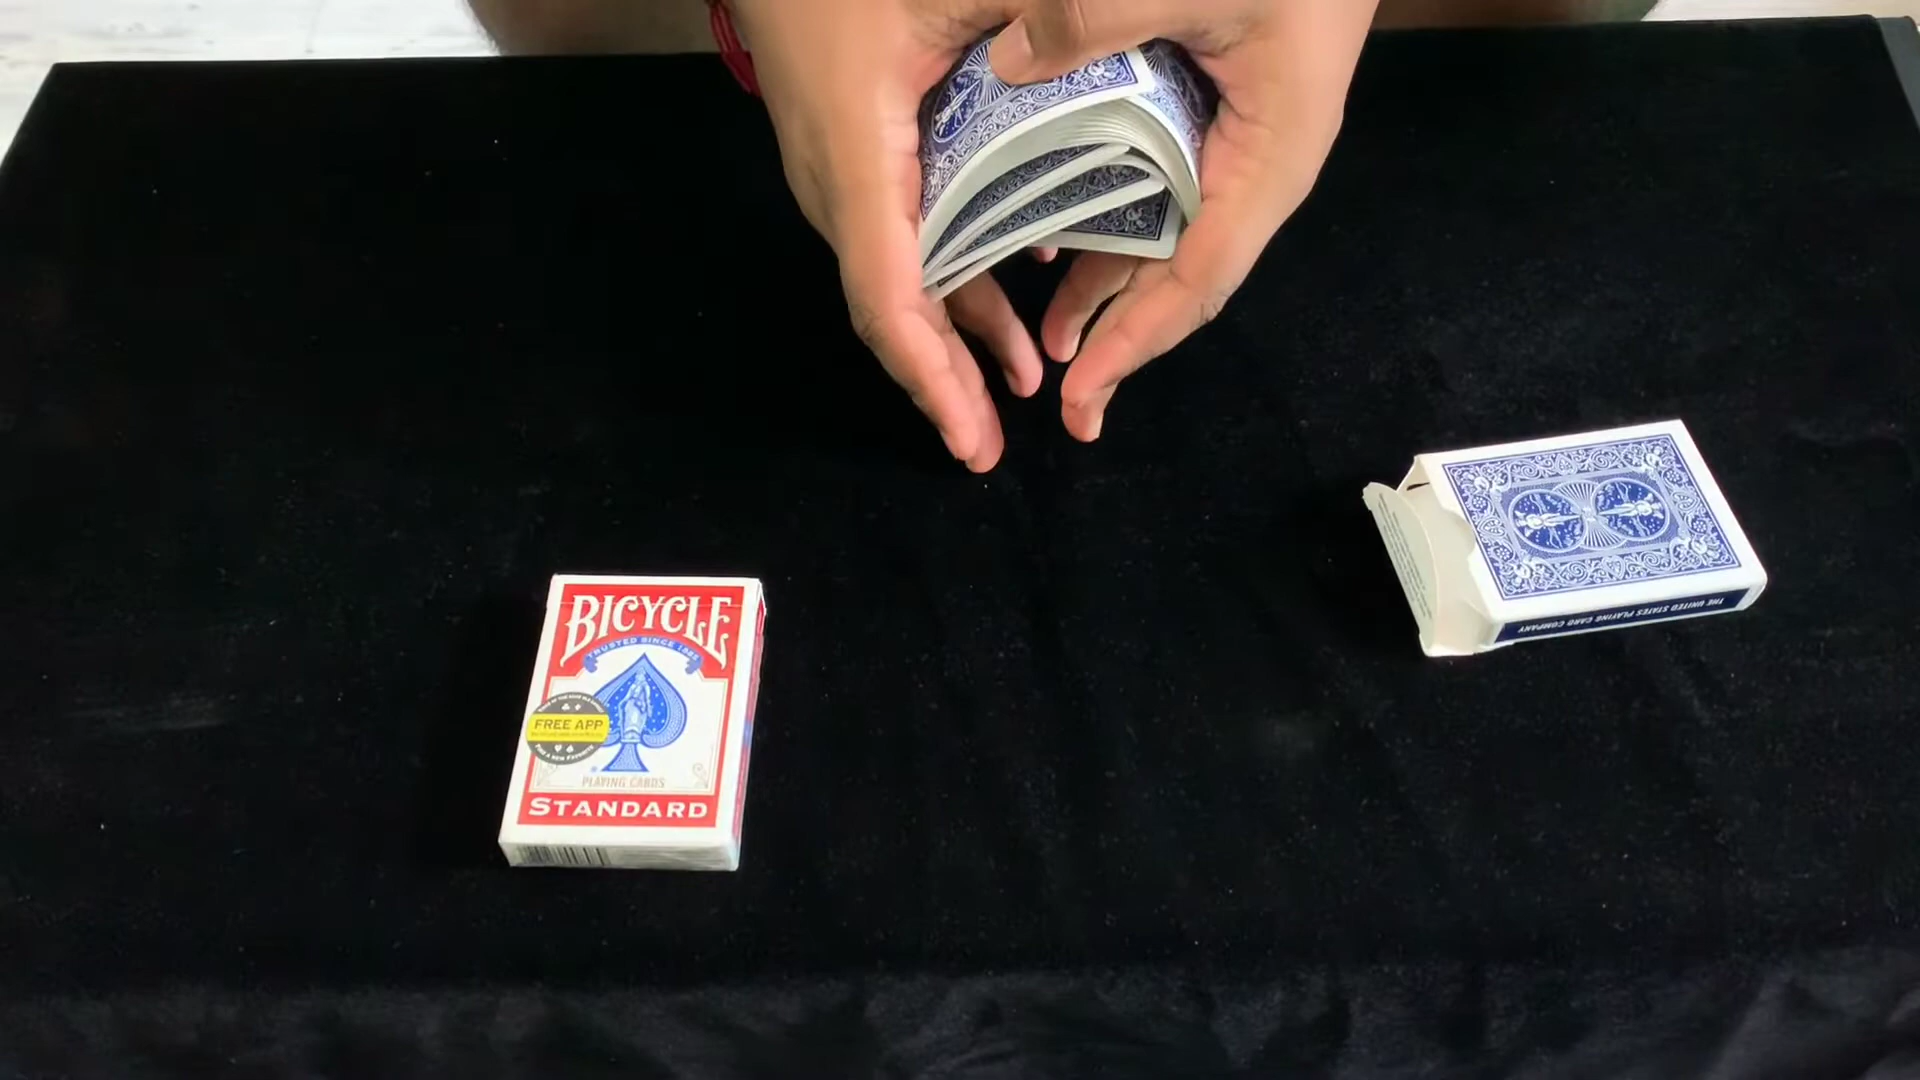 BICYCLE
TRUSTED SINCE 1885
FREE APP
PLAYING CARDS
STANDARD
THE UNITED STATES PLAYING CARD COMPANY